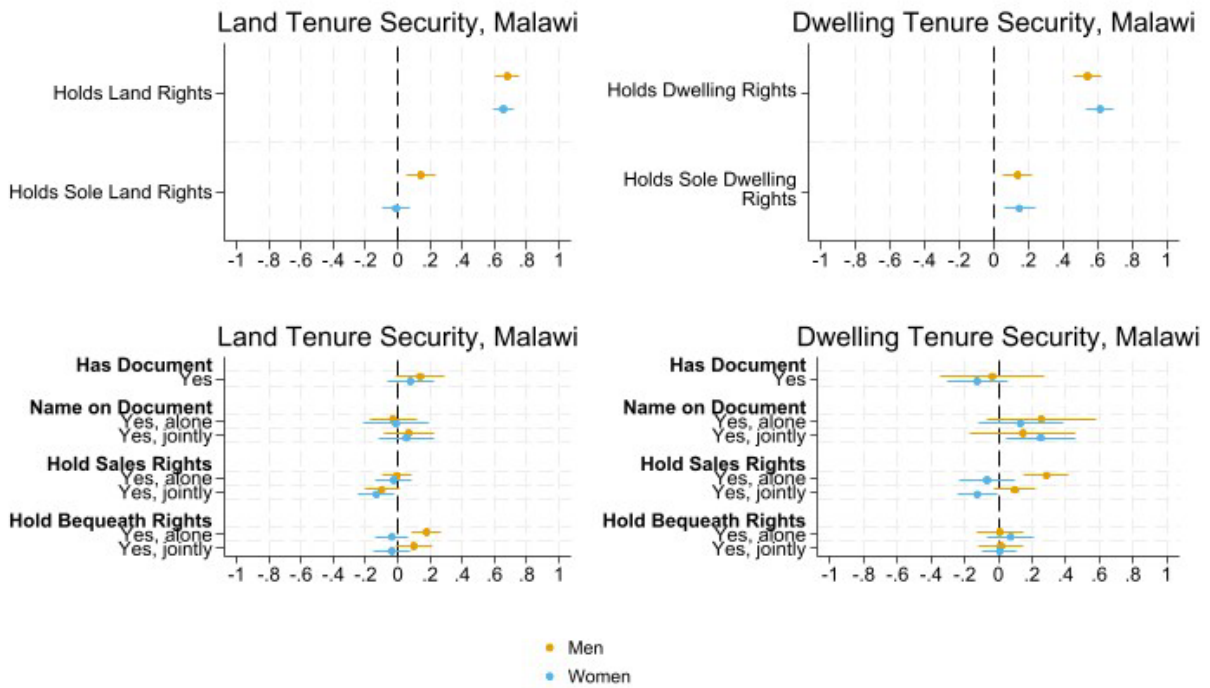 Land Tenure Security, Malawi
Holds Land Rights
Holds Sole Land Rights
-1 -.8 -.6 -.4 -.2 0 .2 .4 .6 .8 1
Dwelling Tenure Security, Malawi
Holds Dwelling Rights
Holds Sole Dwelling
Rights
-1 -.8 -.6 -.4 -.2 0 .2 .4 .6 .8 1
Land Tenure Security, Malawi
Has Document
Yes
Name on Document
Yes, alone
Yes, jointly
Hold Sales Rights
Yes, alone
Yes, jointly
Hold Bequeath Rights
Yes, alone
Yes, jointly
-1 -.8 -.6 -.4 -.2 0 .2 .4 .6 .8 1
Dwelling Tenure Security, Malawi
Has Document
Yes
Name on Document
Yes, alone
Yes, jointly
Hold Sales Rights
Yes, alone
Yes, jointly
Hold Bequeath Rights
Yes, alone
Yes, jointly
-1 -.8 -.6 -.4 -.2 0 .2 .4 .6 .8 1
Men
Women